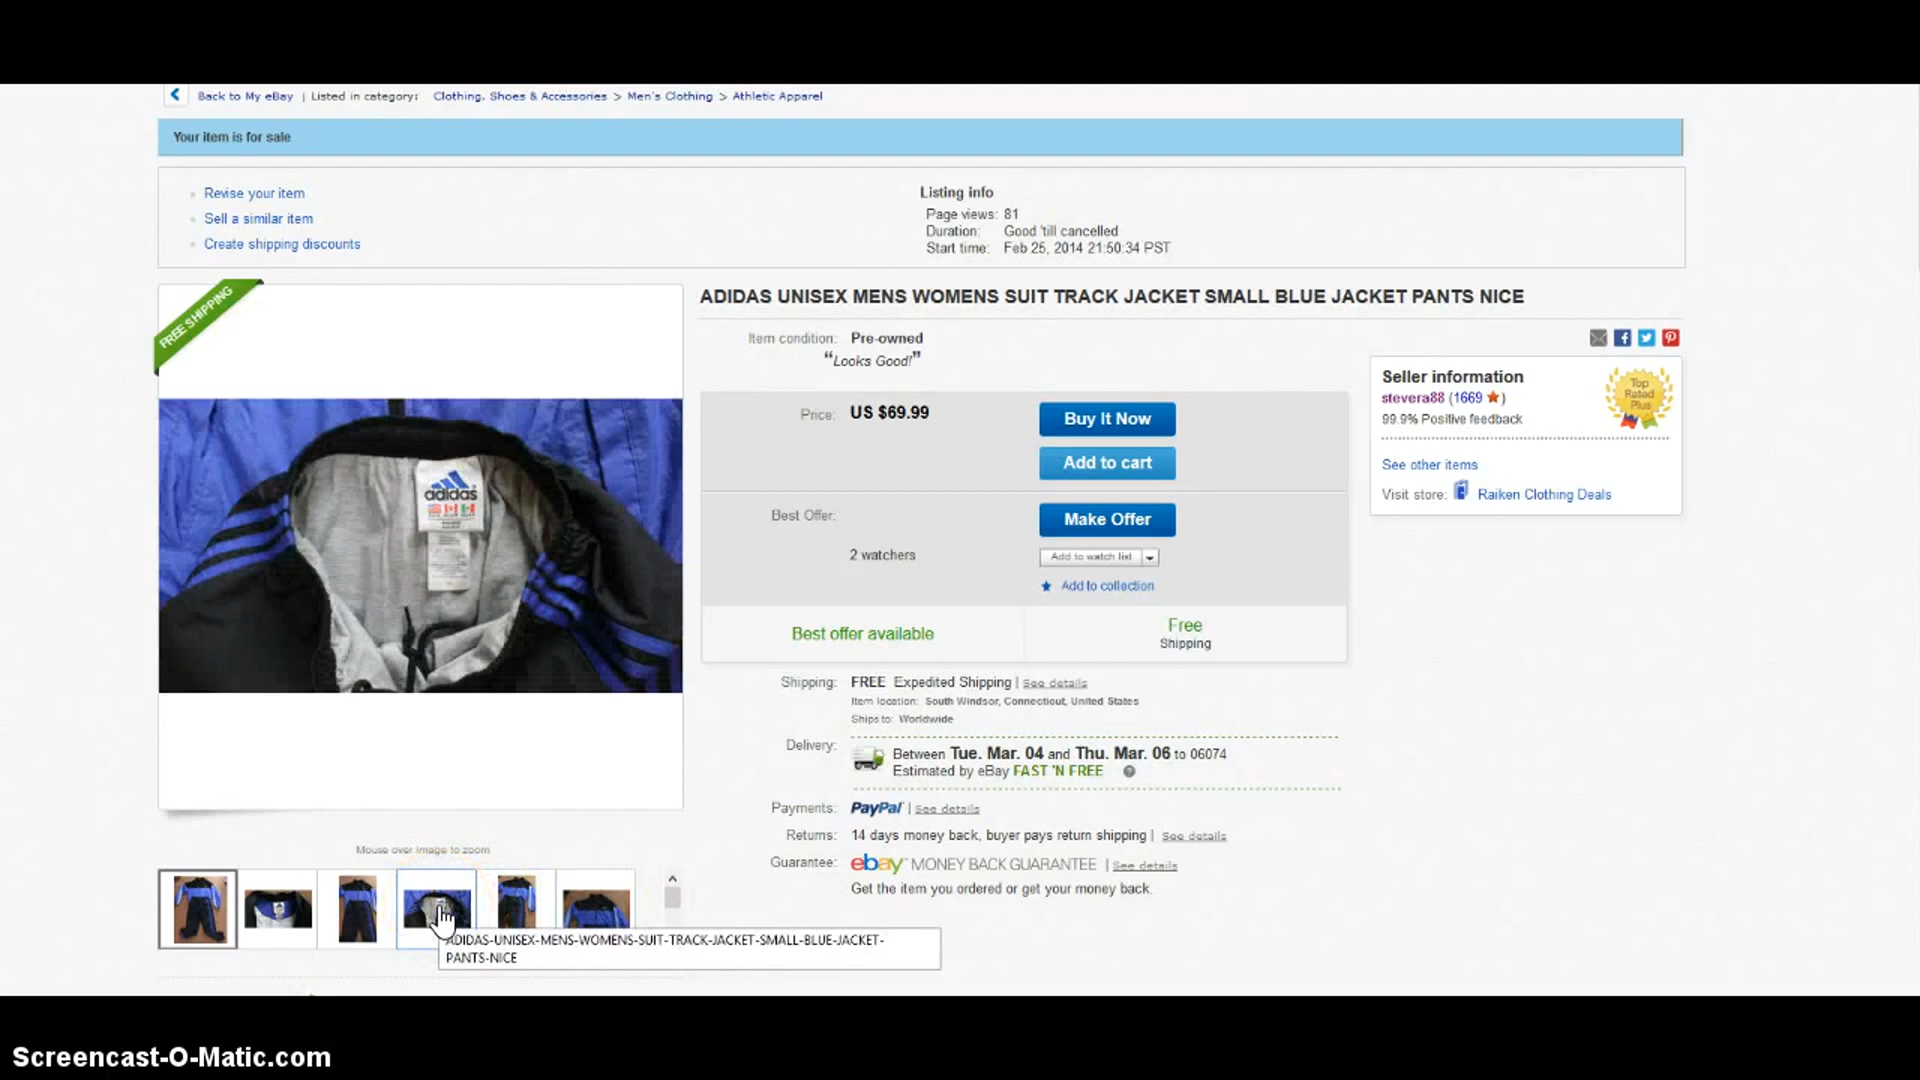 Back to My eBay | Listed in category: Clothing, Shoes & Accessories > Men's Clothing > Athletic Apparel
Your item is for sale
Revise your item
Sell a similar item
Create shipping discounts
Listing info
Page views: 81
Duration: Good 'till cancelled
Start time: Feb 25, 2014 21:50:34 PST
FREE SHIPPING
adidas
ADIDAS UNISEX MENS WOMENS SUIT TRACK JACKET SMALL BLUE JACKET PANTS NICE
Item condition: Pre-owned
“Looks Good!”
Price: US $69.99
Buy It Now
Add to cart
Best Offer:
Make Offer
2 watchers
Add to watch list
Add to collection
Best offer available
Free
Shipping
Shipping: FREE Expedited Shipping | See details
Item location: South Windsor, Connecticut, United States
Ships to: Worldwide
Delivery: Between Tue. Mar. 04 and Thu. Mar. 06 to 06074
Estimated by eBay FAST 'N FREE ?
Payments: PayPal | See details
Returns: 14 days money back, buyer pays return shipping | See details
Guarantee: ebay™ MONEY BACK GUARANTEE | See details
Get the item you ordered or get your money back.
Seller information
stevera88 (1669 ★)
99.9% Positive feedback
Top
Rated
Plus
See other items
Visit store: Raiken Clothing Deals
Mouse over image to zoom
ADIDAS-UNISEX-MENS-WOMENS-SUIT-TRACK-JACKET-SMALL-BLUE-JACKET-
PANTS-NICE
Screencast-O-Matic.com